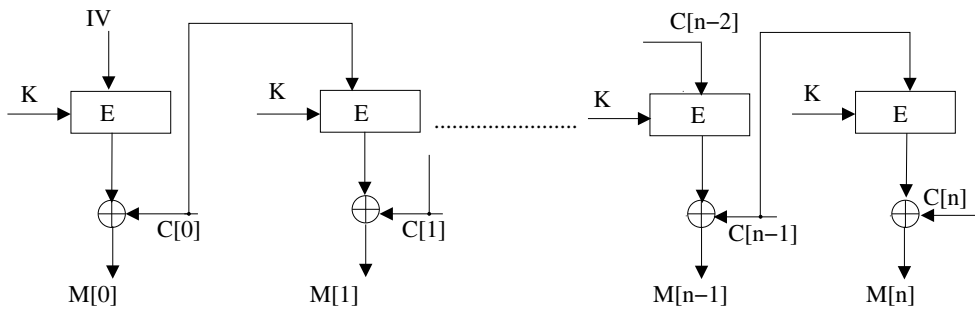 IV
C[n−2]
K
E
K
E
K
E
K
E
C[0]
C[1]
C[n−1]
C[n]
M[0]
M[1]
M[n−1]
M[n]